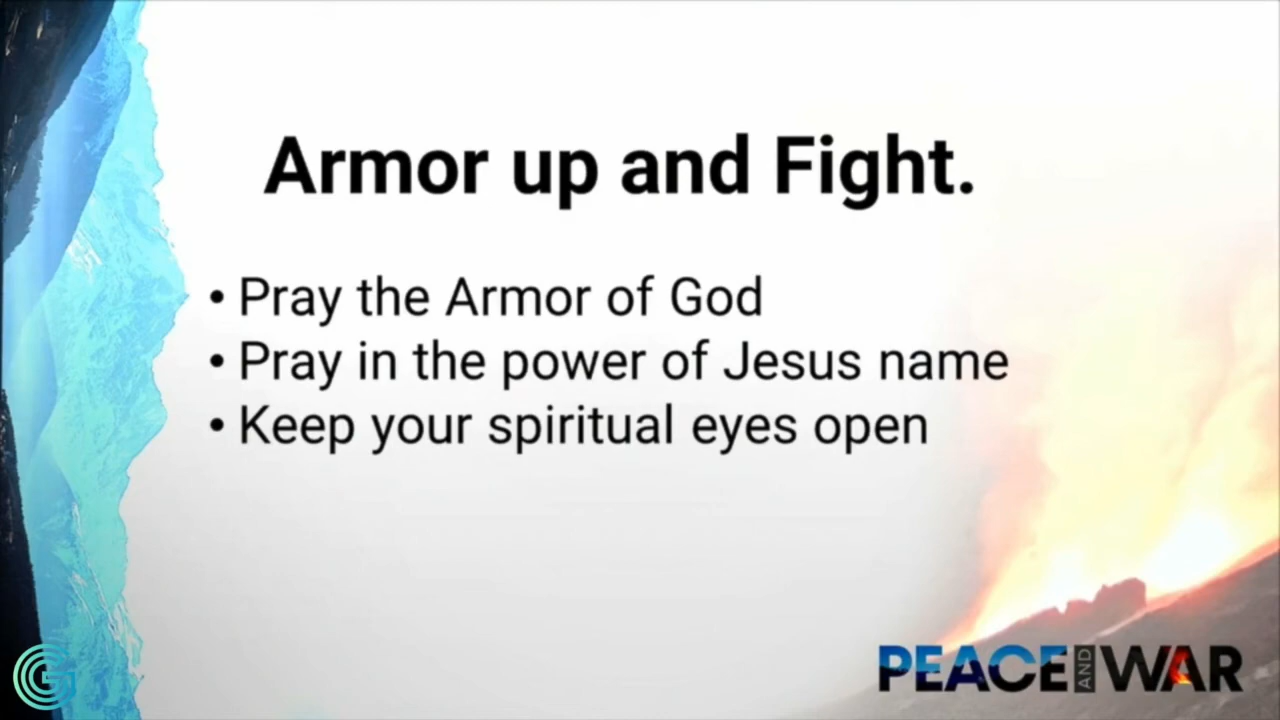 Armor up and Fight.
• Pray the Armor of God
• Pray in the power of Jesus name
• Keep your spiritual eyes open
G
PEACE AND WAR